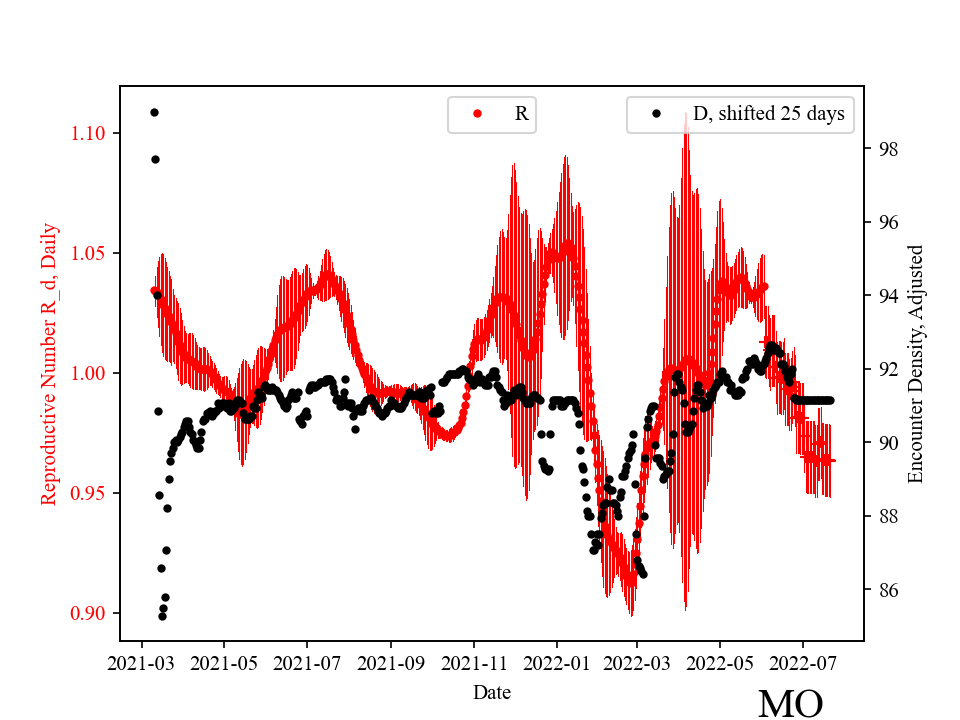 R
D, shifted 25 days
Reproductive Number R_d, Daily
1.10
1.05
1.00
0.95
0.90
98
96
94
92
90
88
86
Encounter Density, Adjusted
2021-03 2021-05 2021-07 2021-09 2021-11 2022-01 2022-03 2022-05 2022-07
Date
MO